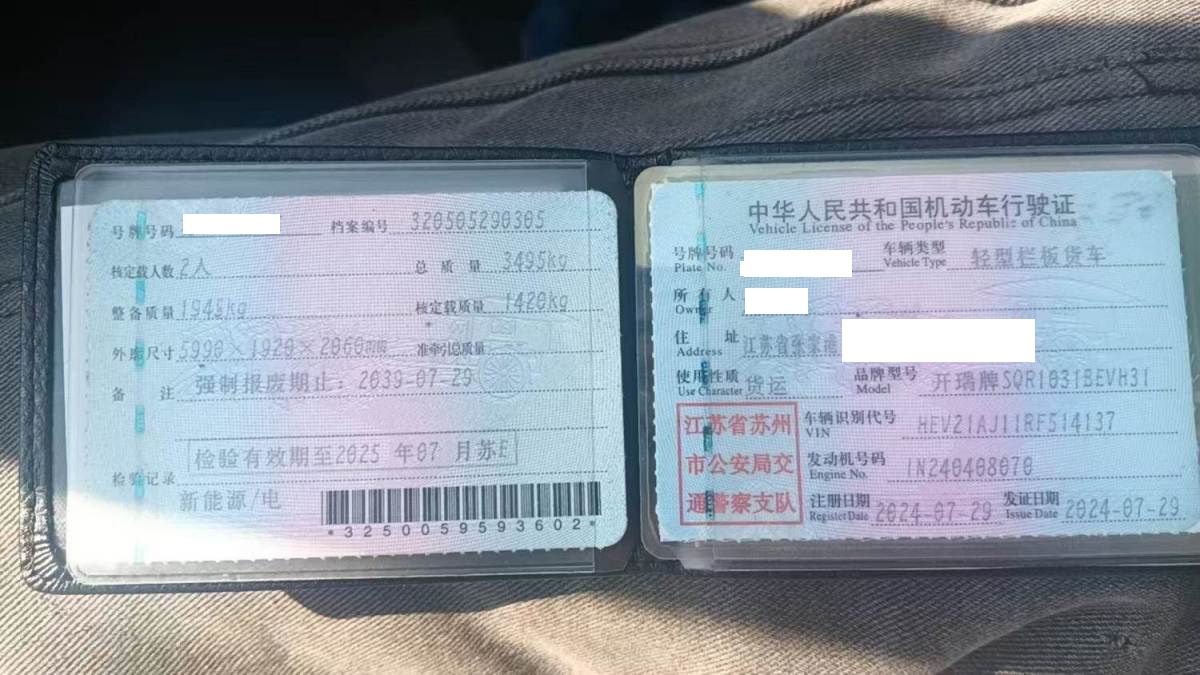 号牌号码 档案编号 320505290305
核定载人数 2人 总质量 3495kg
整备质量 1945kg 核定载质量 1420kg
外廓尺寸 5990×1920×2060mm 准牵引总质量
备注 强制报废期止：2039-07-29
检验记录 检验有效期至2025年07月苏E
新能源/电
*3250059593602*
中华人民共和国机动车行驶证
Vehicle License of the People's Republic of China
号牌号码 车辆类型 轻型栏板货车
Plate No. Vehicle Type
所有人
Owner
住址 江苏省张家港
Address
使用性质 货运 品牌型号 开瑞牌SQR1031BEVH31
Use Character Model
江苏省苏州
市公安局交
通警察支队
车辆识别代号 HEV21AJ11RF514137
VIN
发动机号码 1N240408070
Engine No.
注册日期 2024-07-29 发证日期 2024-07-29
Register Date Issue Date